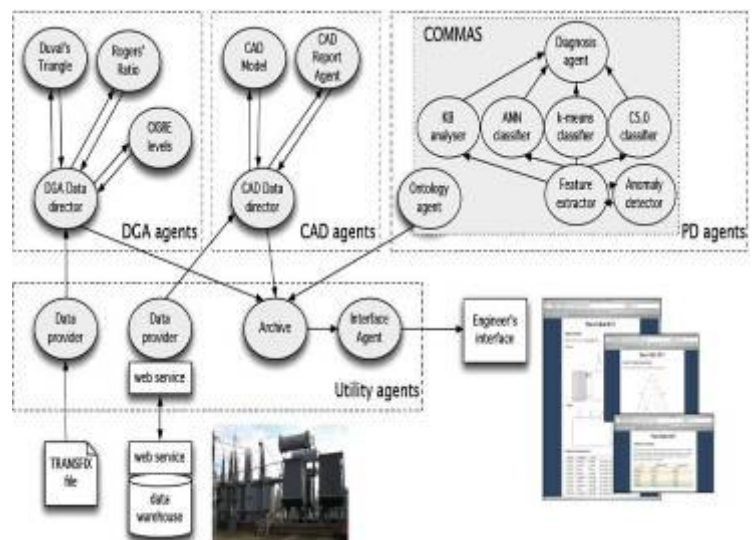 COMMAS
Duval's
Triangle
Rogers'
Ratio
CIGRE
levels
DGA Data
director
DGA agents
CAD
Model
CAD
Report
Agent
CAD Data
director
CAD agents
Diagnosis
agent
KB
analyser
ANN
classifier
k-means
classifier
C5.0
classifier
Ontology
agent
Feature
extractor
Anomaly
detector
PD agents
Data
provider
Data
provider
Archive
Interface
Agent
Engineer's
interface
web service
Utility agents
TRANSFIX
file
web service
data
warehouse